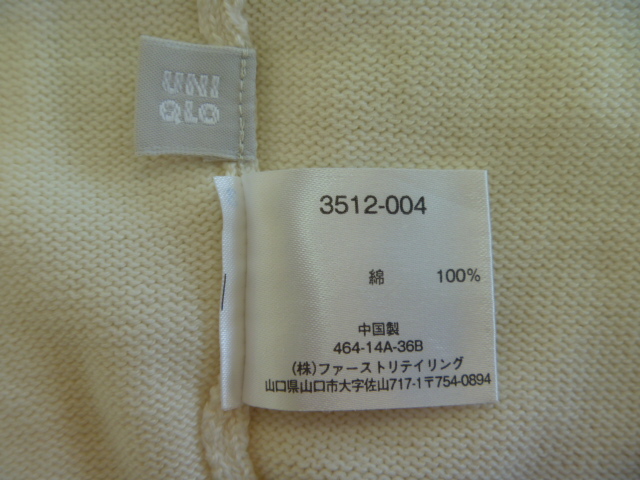 UNI
QLO
3512-004
綿 100%
中国製
464-14A-36B
(株)ファーストリテイリング
山口県山口市大字佐山717-1〒754-0894